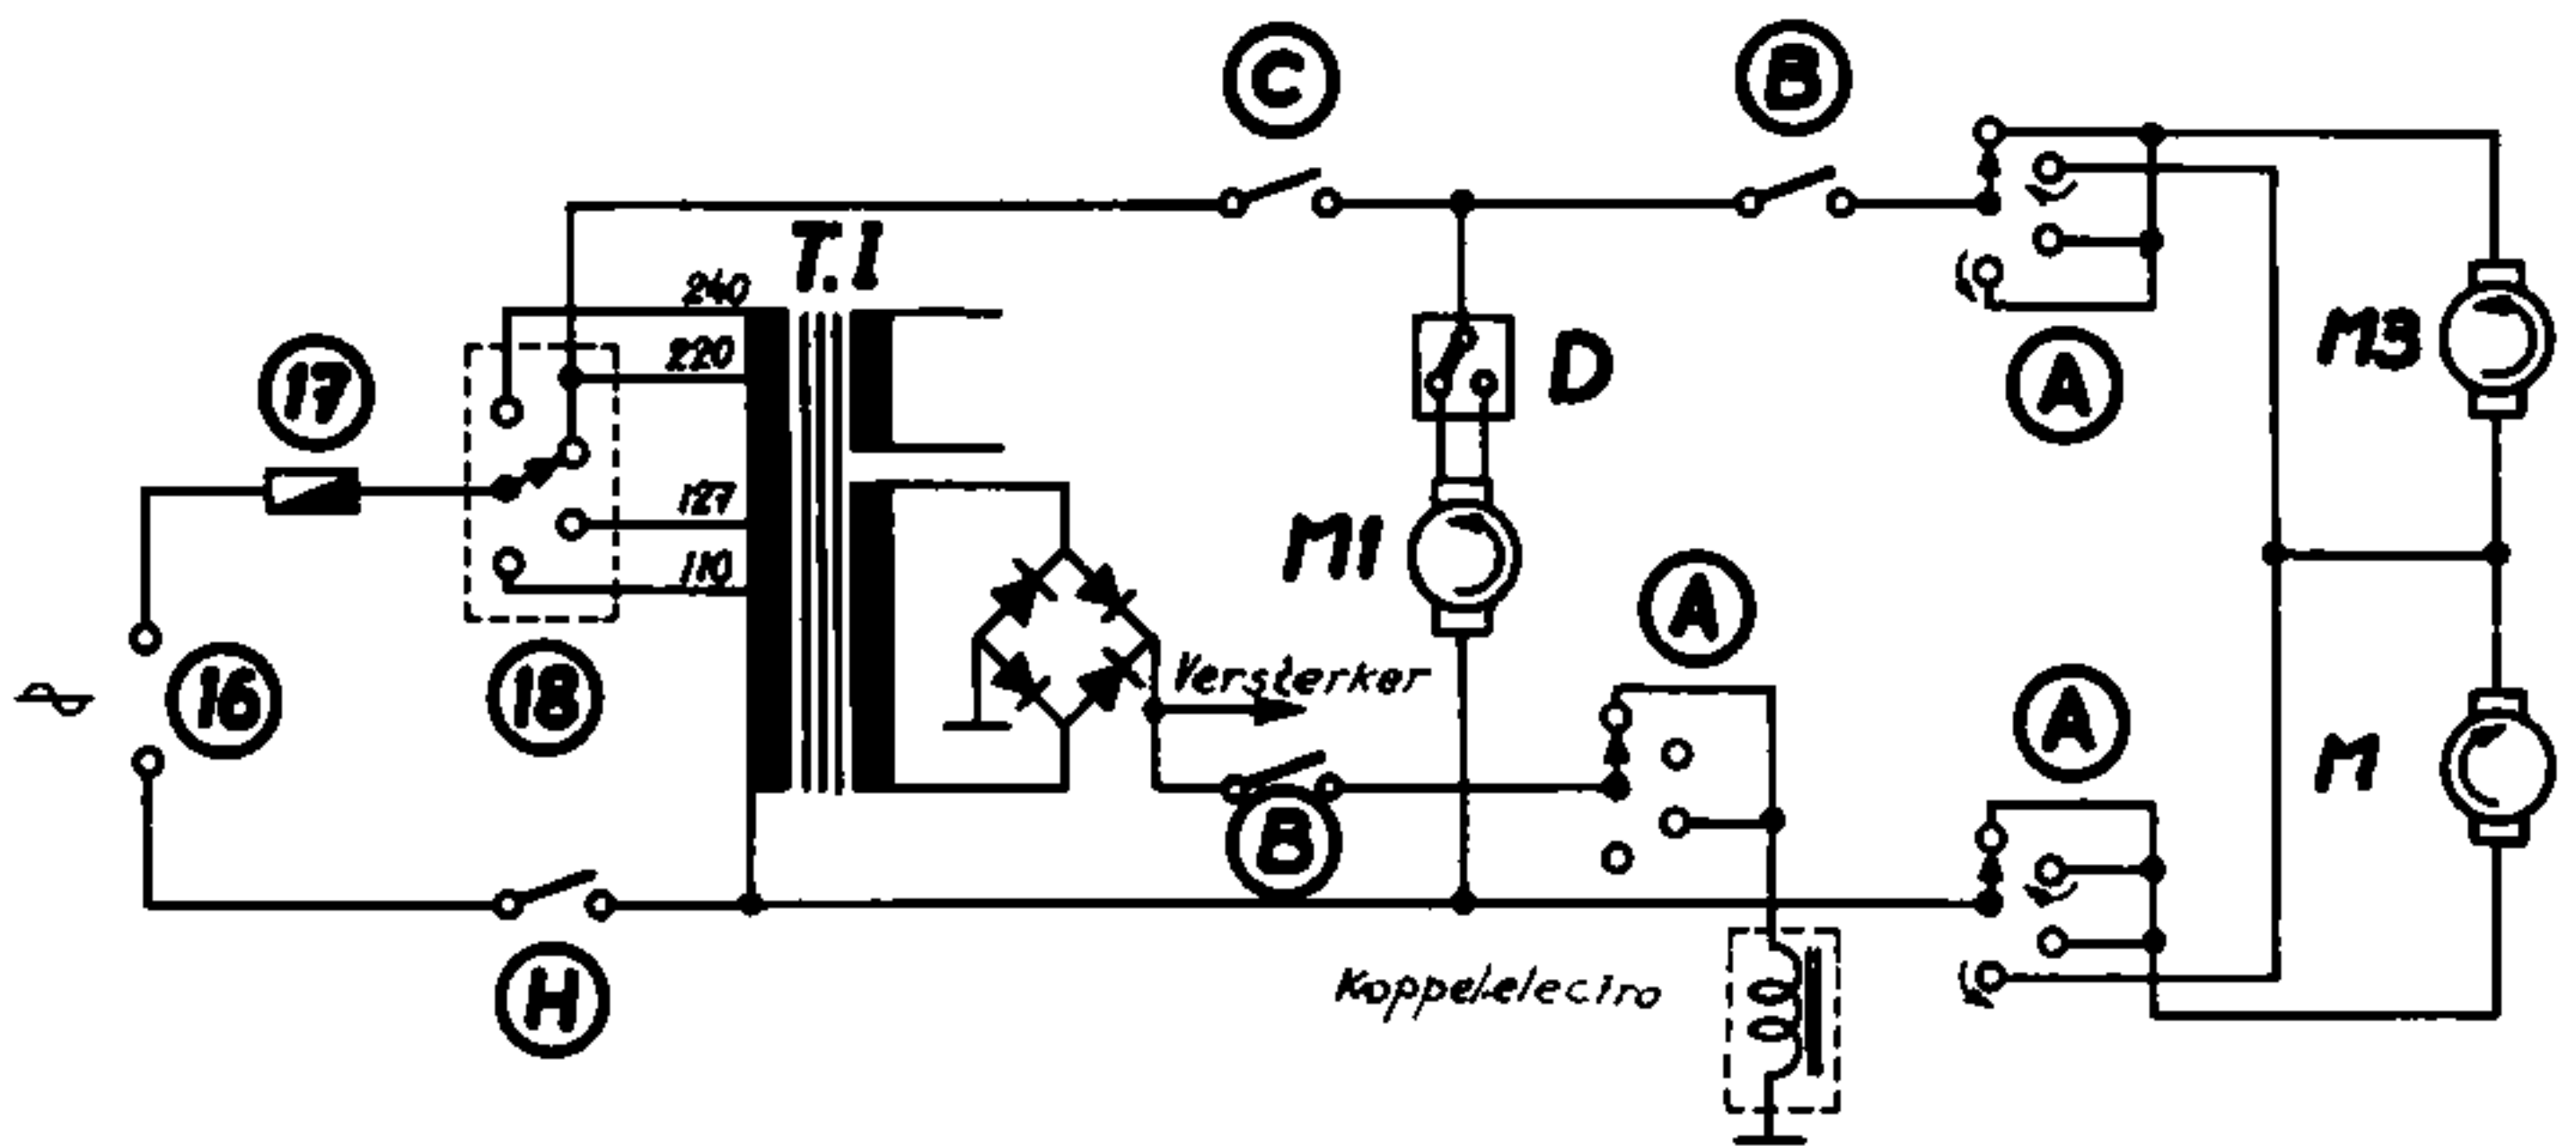 C
B
T.I
240
220
17
127
110
16
18
H
D
M1
Versterker
B
A
A
M3
A
M
Koppelelectro